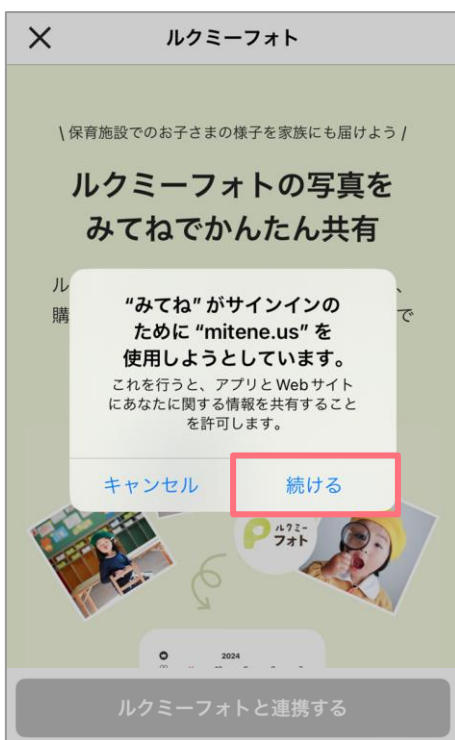 ルクミーフォト
\ 保育施設でのお子さまの様子を家族にも届けよう /
ルクミーフォトの写真を
みてねでかんたん共有
ル 、
購 で
“みてね” がサインインの
ために “mitene.us” を
使用しようとしています。
これを行うと、アプリとWebサイト
にあなたに関する情報を共有すること
を許可します。
キャンセル 続ける
ルクミー
フォト
2024
ルクミーフォトと連携する